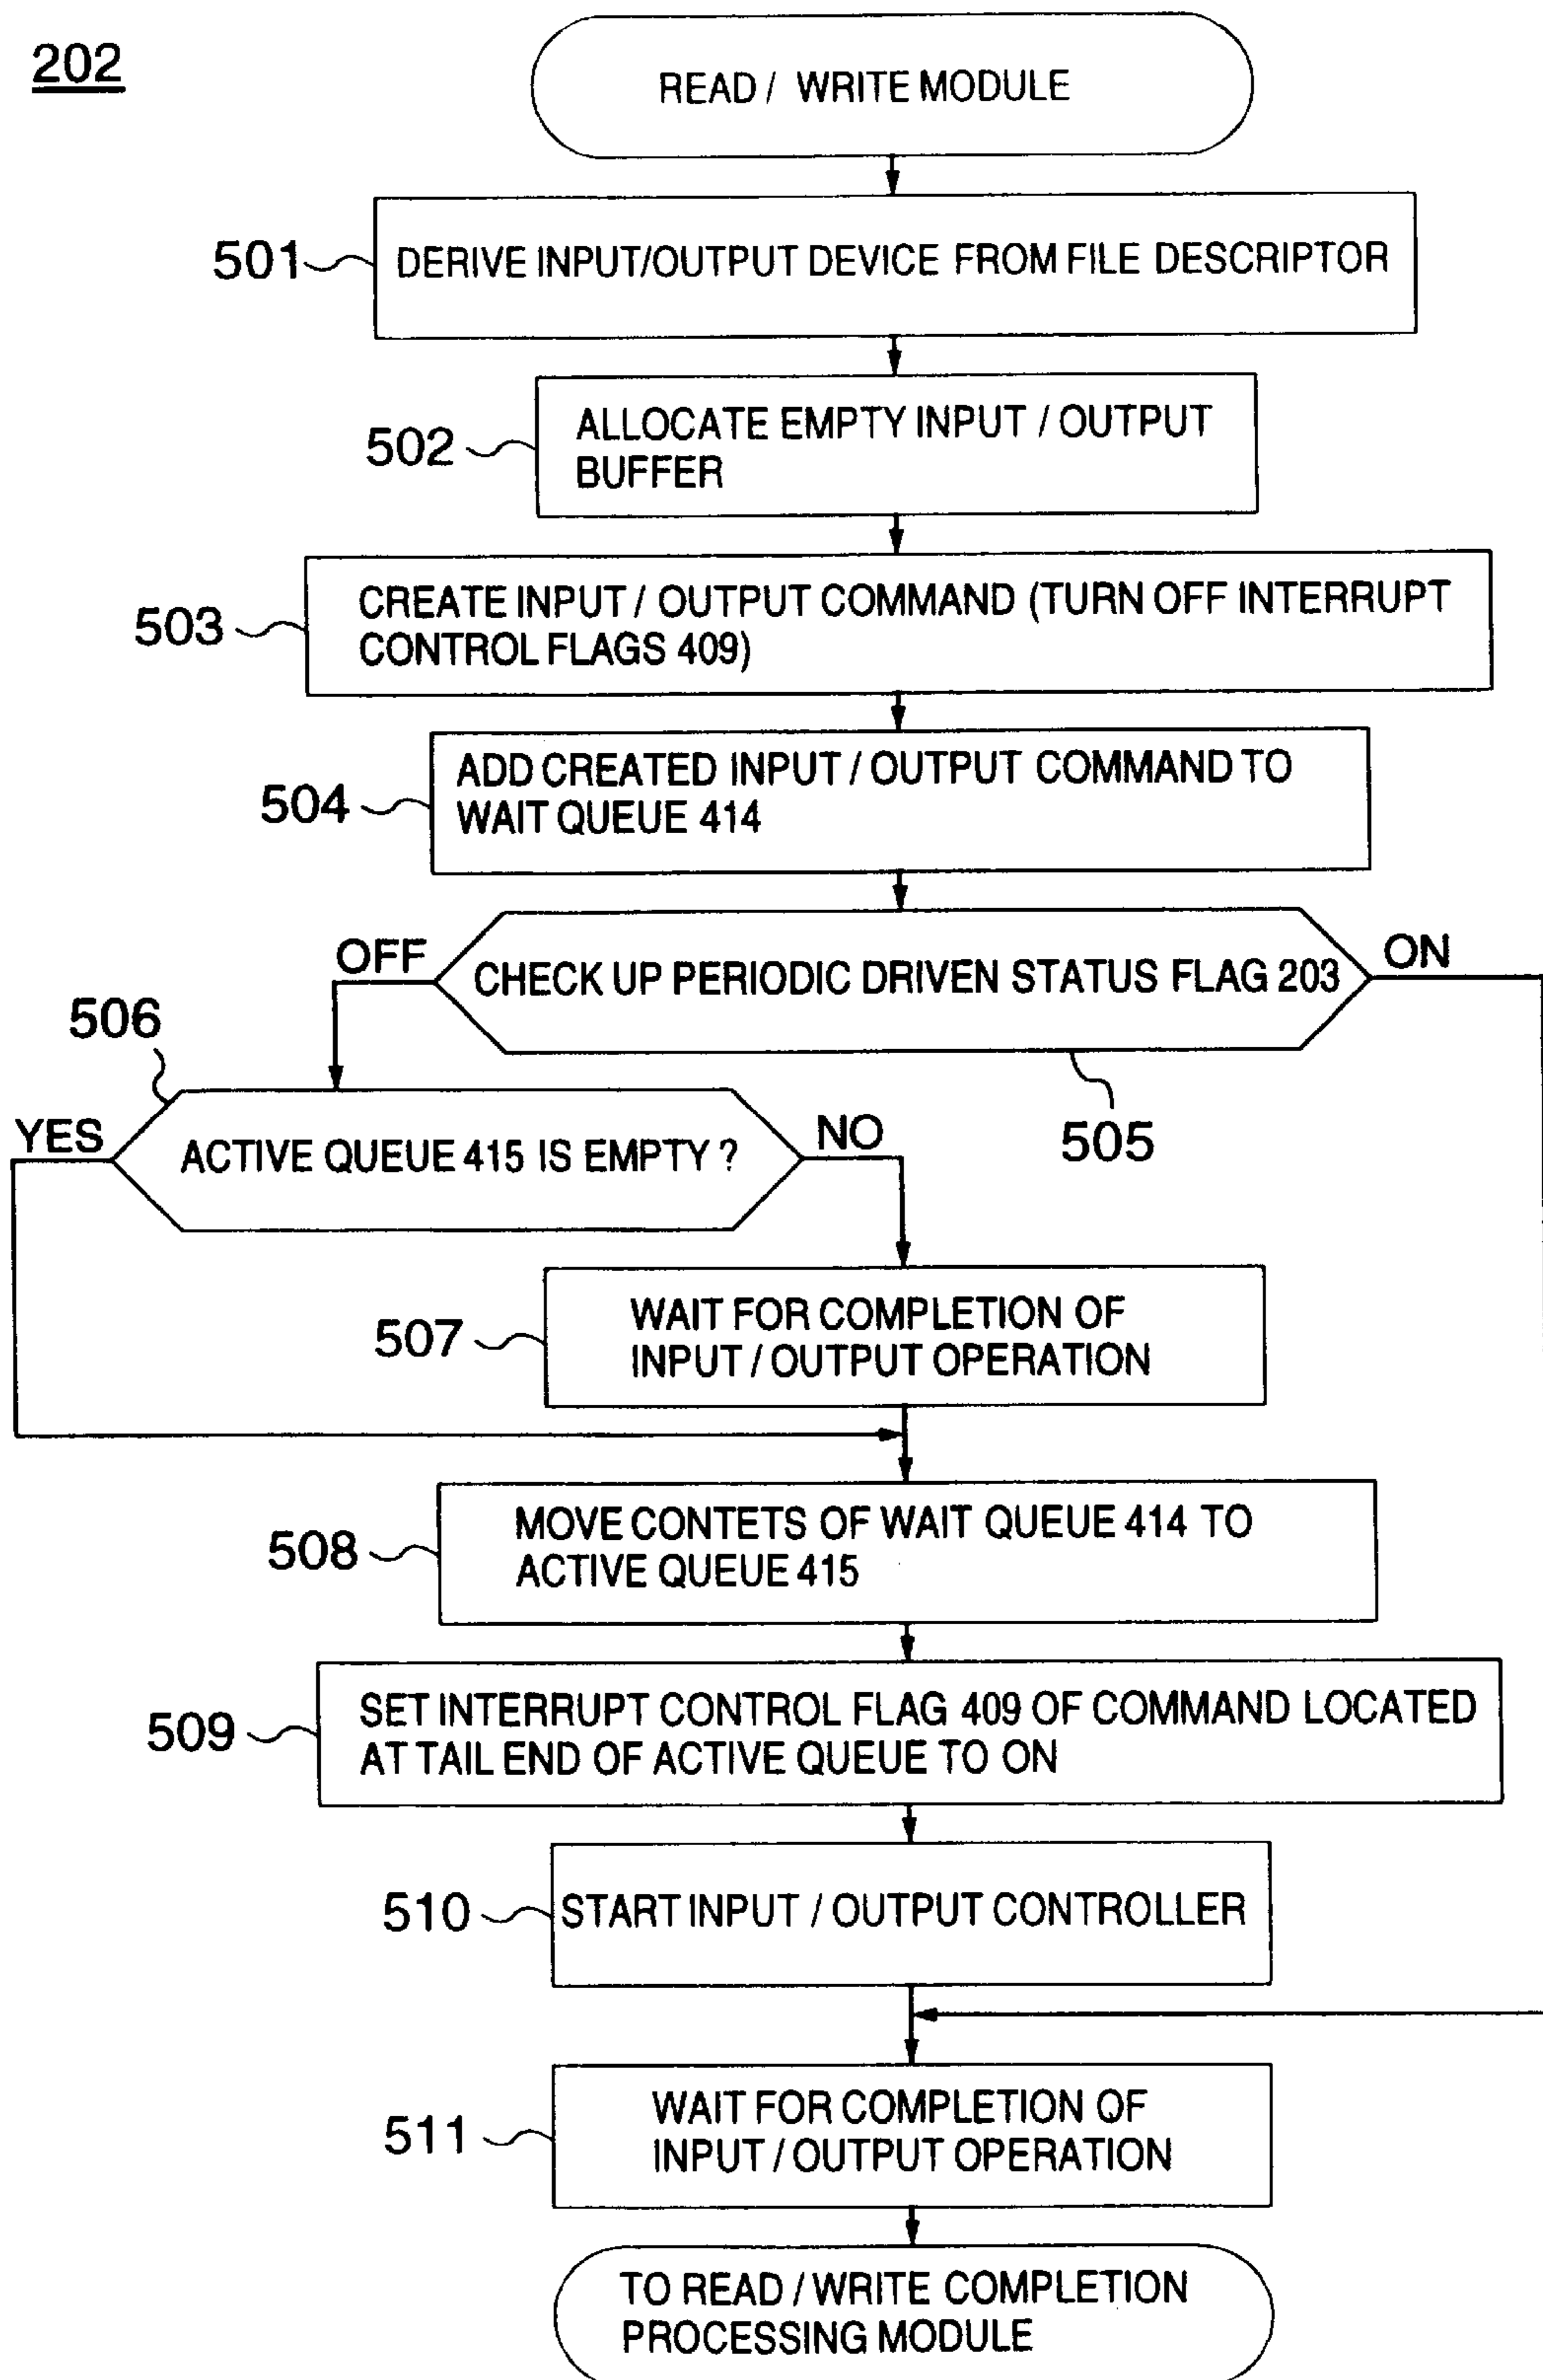 202
READ / WRITE MODULE
501
DERIVE INPUT/OUTPUT DEVICE FROM FILE DESCRIPTOR
502
ALLOCATE EMPTY INPUT / OUTPUT
BUFFER
503
CREATE INPUT / OUTPUT COMMAND (TURN OFF INTERRUPT
CONTROL FLAGS 409)
504
ADD CREATED INPUT / OUTPUT COMMAND TO
WAIT QUEUE 414
OFF
CHECK UP PERIODIC DRIVEN STATUS FLAG 203
ON
505
506
YES
ACTIVE QUEUE 415 IS EMPTY ?
NO
507
WAIT FOR COMPLETION OF
INPUT / OUTPUT OPERATION
508
MOVE CONTETS OF WAIT QUEUE 414 TO
ACTIVE QUEUE 415
509
SET INTERRUPT CONTROL FLAG 409 OF COMMAND LOCATED
AT TAIL END OF ACTIVE QUEUE TO ON
510
START INPUT / OUTPUT CONTROLLER
511
WAIT FOR COMPLETION OF
INPUT / OUTPUT OPERATION
TO READ / WRITE COMPLETION
PROCESSING MODULE